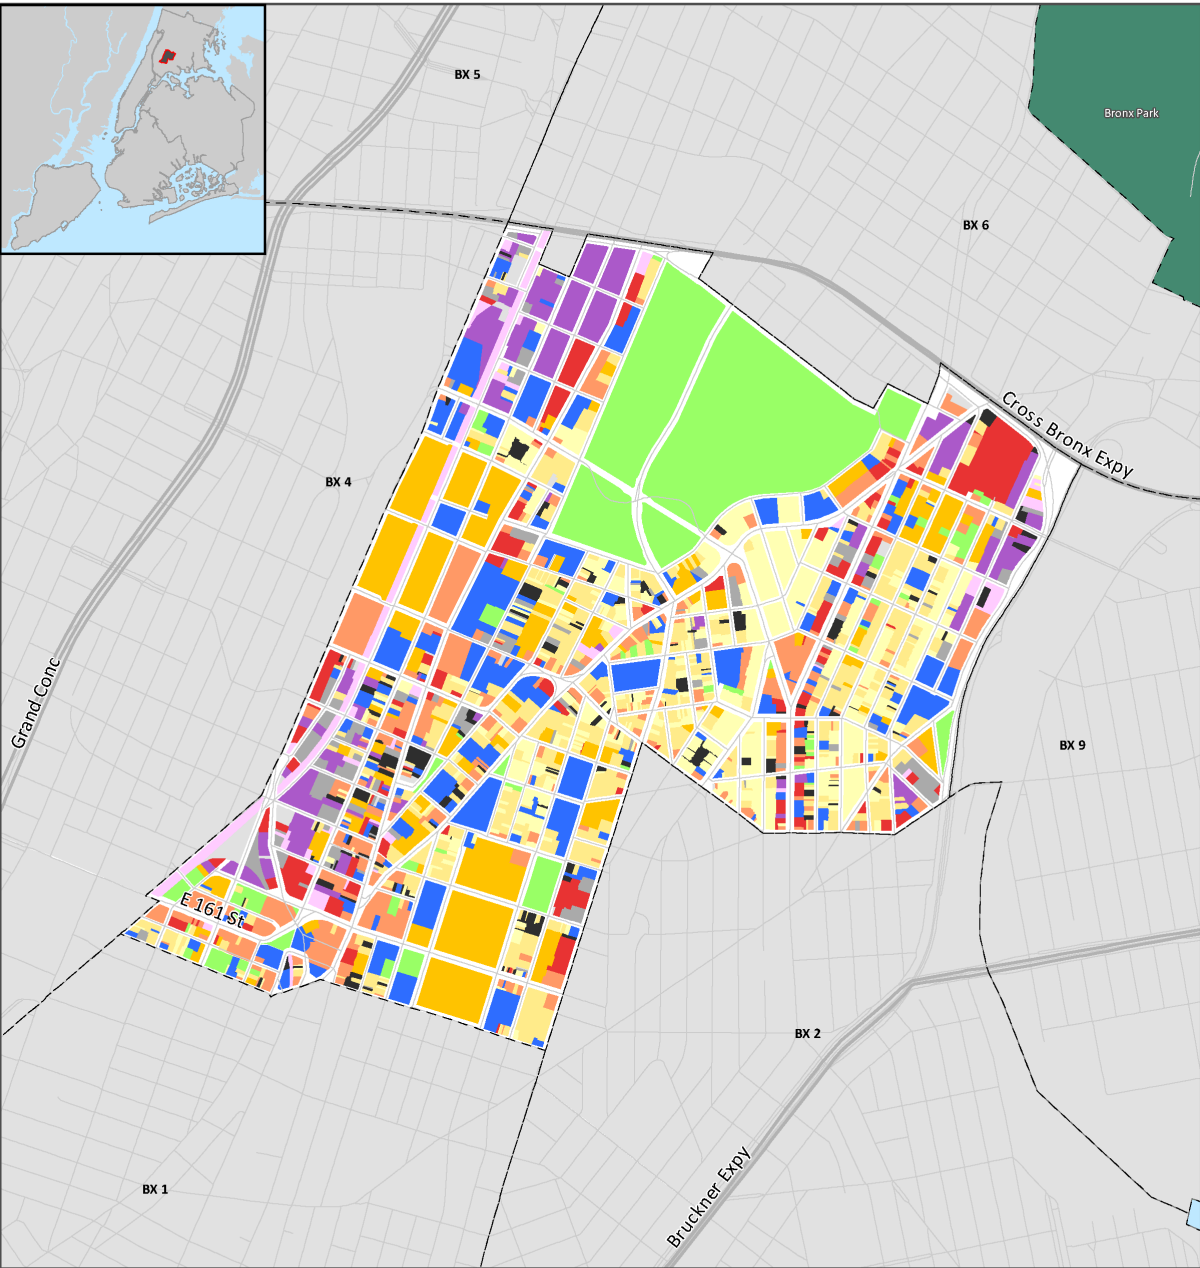 BX 5
Bronx Park
BX 6
Cross Bronx Expy
BX 4
Grand Conc
BX 9
E 161 St
BX 2
Bruckner Expy
BX 1